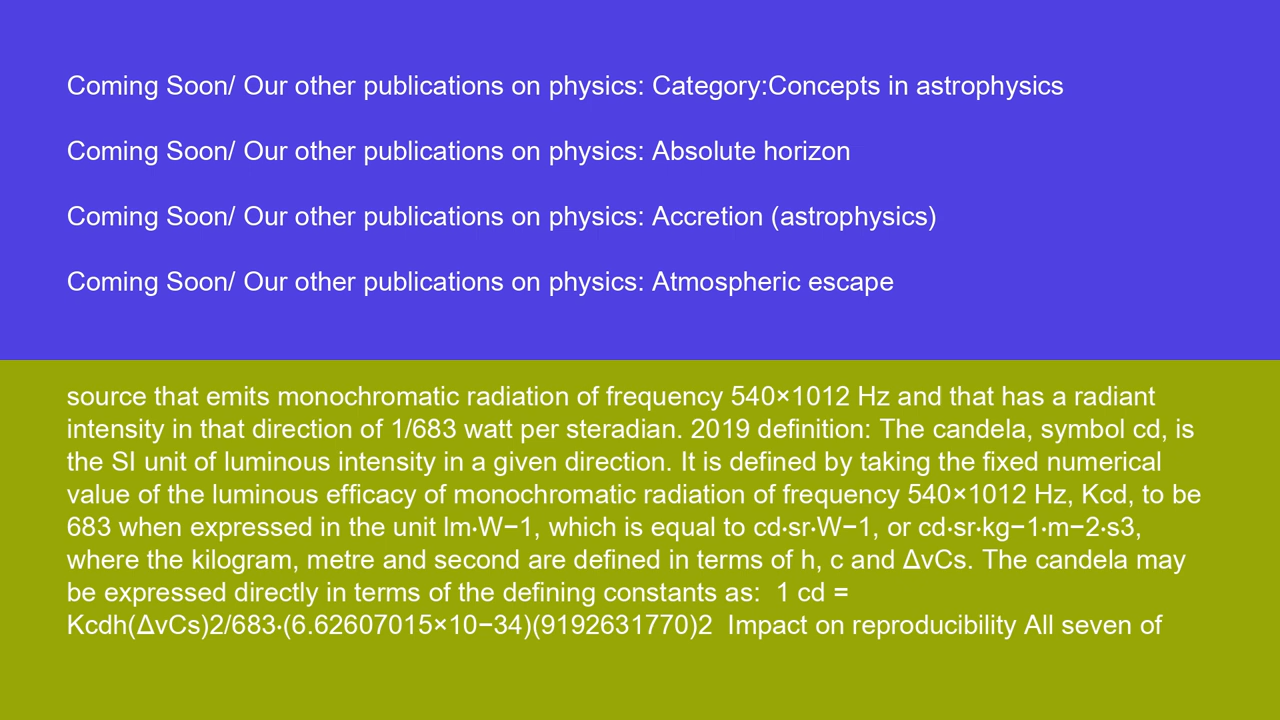 Coming Soon/ Our other publications on physics: Category:Concepts in astrophysics
Coming Soon/ Our other publications on physics: Absolute horizon
Coming Soon/ Our other publications on physics: Accretion (astrophysics)
Coming Soon/ Our other publications on physics: Atmospheric escape
source that emits monochromatic radiation of frequency 540×1012 Hz and that has a radiant
intensity in that direction of 1/683 watt per steradian. 2019 definition: The candela, symbol cd, is
the SI unit of luminous intensity in a given direction. It is defined by taking the fixed numerical
value of the luminous efficacy of monochromatic radiation of frequency 540×1012 Hz, Kcd, to be
683 when expressed in the unit lm⋅W−1, which is equal to cd⋅sr⋅W−1, or cd⋅sr⋅kg−1⋅m−2⋅s3,
where the kilogram, metre and second are defined in terms of h, c and ΔνCs. The candela may
be expressed directly in terms of the defining constants as:  1 cd =
Kcdh(ΔνCs)2/683⋅(6.62607015×10−34)(9192631770)2  Impact on reproducibility All seven of